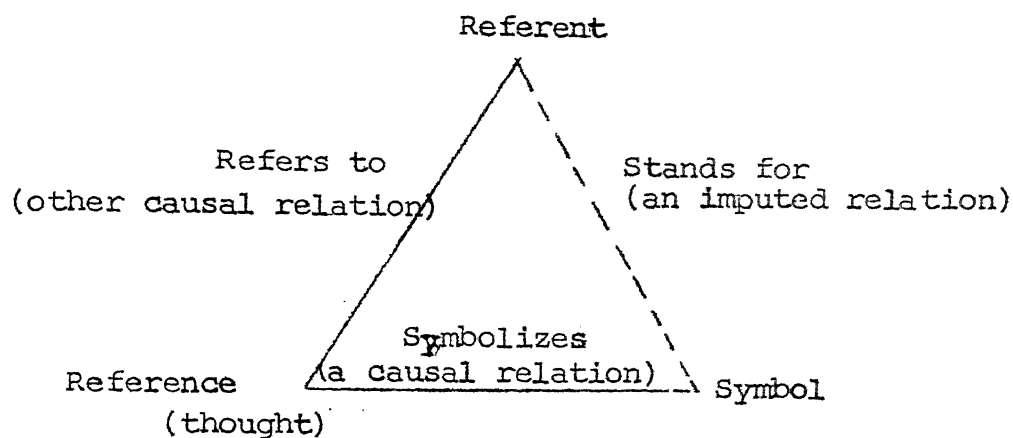 Referent
Refers to
(other causal relation)
Stands for
(an imputed relation)
Symbolizes
(a causal relation)
Reference
(thought)
Symbol